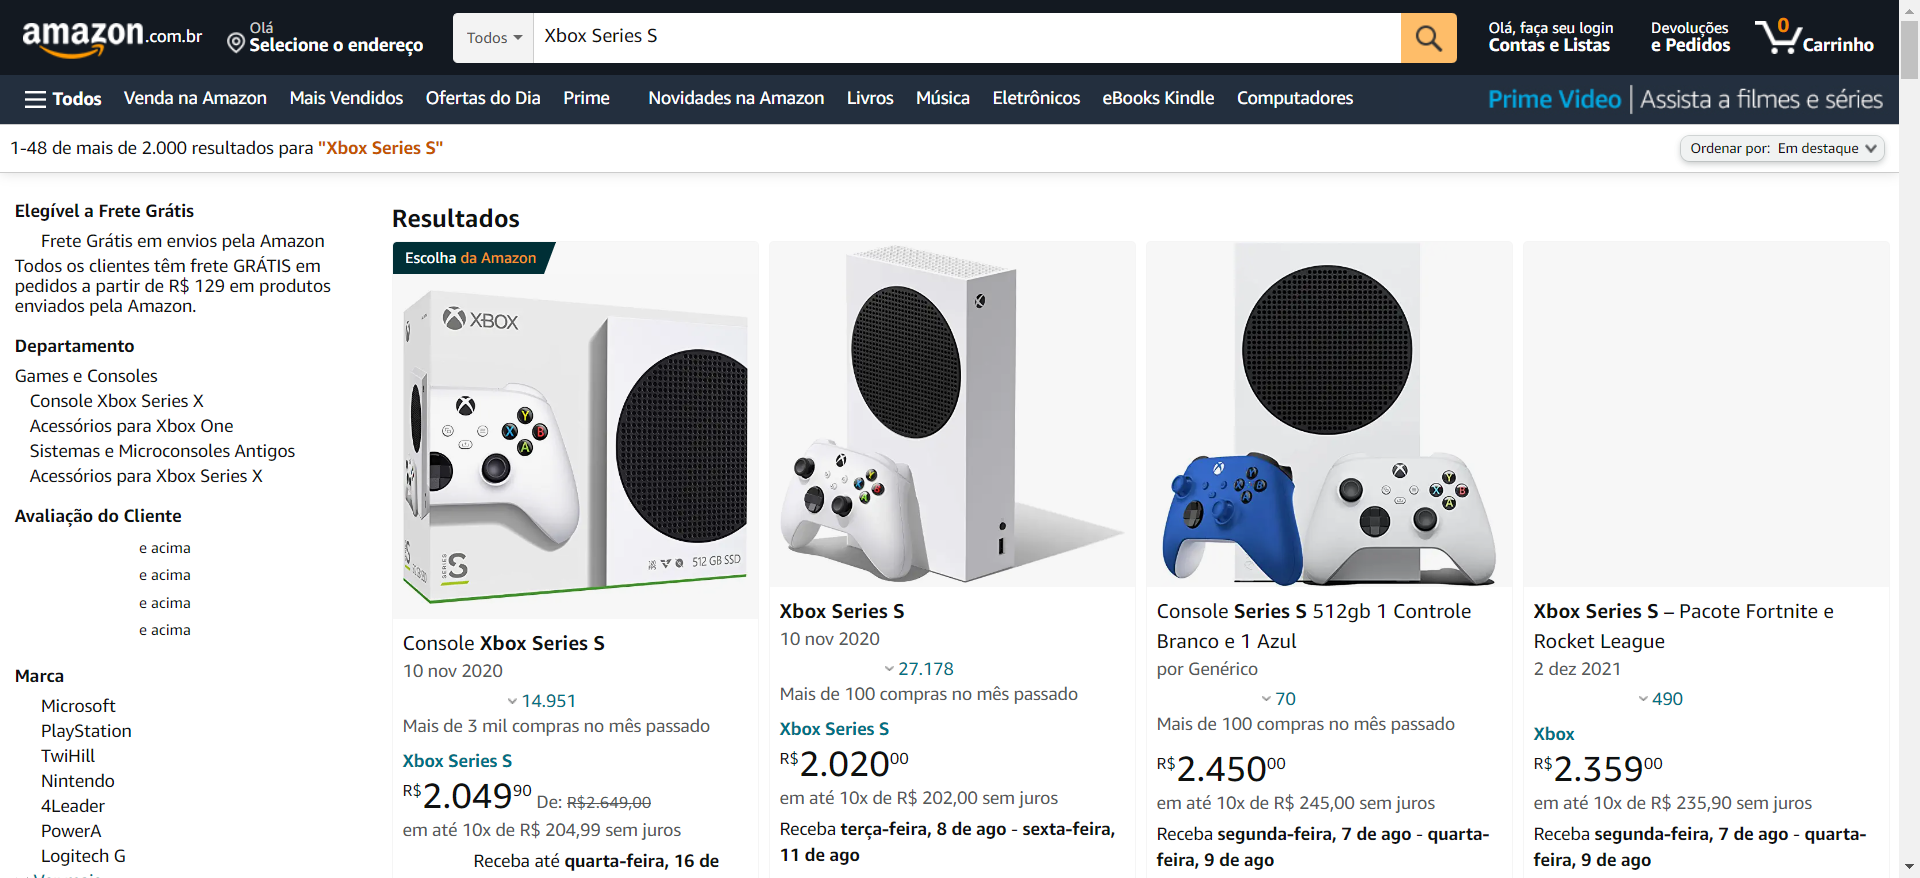 amazon.com.br
Olá
Selecione o endereço
Todos
Xbox Series S
Olá, faça seu login
Contas e Listas
Devoluções
e Pedidos
0
Carrinho
Todos
Venda na Amazon
Mais Vendidos
Ofertas do Dia
Prime
Novidades na Amazon
Livros
Música
Eletrônicos
eBooks Kindle
Computadores
Prime Video | Assista a filmes e séries
1-48 de mais de 2.000 resultados para "Xbox Series S"
Ordenar por: Em destaque
Elegível a Frete Grátis
Frete Grátis em envios pela Amazon
Todos os clientes têm frete GRÁTIS em
pedidos a partir de R$ 129 em produtos
enviados pela Amazon.
Departamento
Games e Consoles
Console Xbox Series X
Acessórios para Xbox One
Sistemas e Microconsoles Antigos
Acessórios para Xbox Series X
Avaliação do Cliente
e acima
e acima
e acima
e acima
Marca
Microsoft
PlayStation
TwiHill
Nintendo
4Leader
PowerA
Logitech G
Resultados
Escolha da Amazon
XBOX
Y
X
B
A
SERIES
S
512 GB SSD
Console Xbox Series S
10 nov 2020
14.951
Mais de 3 mil compras no mês passado
Xbox Series S
R$2.04990 De: R$2.649,00
em até 10x de R$ 204,99 sem juros
Receba até quarta-feira, 16 de
Xbox Series S
10 nov 2020
27.178
Mais de 100 compras no mês passado
Xbox Series S
R$2.02000
em até 10x de R$ 202,00 sem juros
Receba terça-feira, 8 de ago - sexta-feira,
11 de ago
Console Series S 512gb 1 Controle
Branco e 1 Azul
por Genérico
70
Mais de 100 compras no mês passado
R$2.45000
em até 10x de R$ 245,00 sem juros
Receba segunda-feira, 7 de ago - quarta-
feira, 9 de ago
Xbox Series S – Pacote Fortnite e
Rocket League
2 dez 2021
490
Xbox
R$2.35900
em até 10x de R$ 235,90 sem juros
Receba segunda-feira, 7 de ago - quarta-
feira, 9 de ago